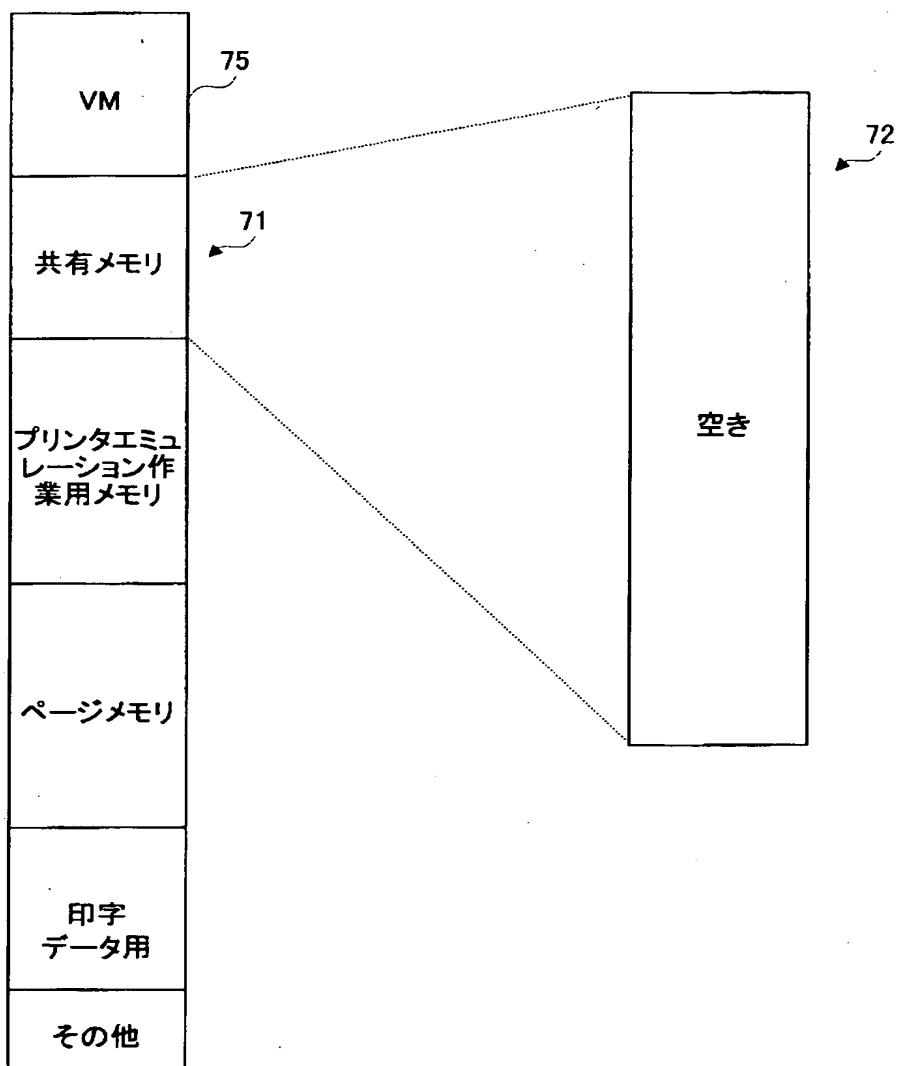 VM
75
共有メモリ
71
プリンタエミュ
レーション作
業用メモリ
ページメモリ
印字
データ用
その他
72
空き